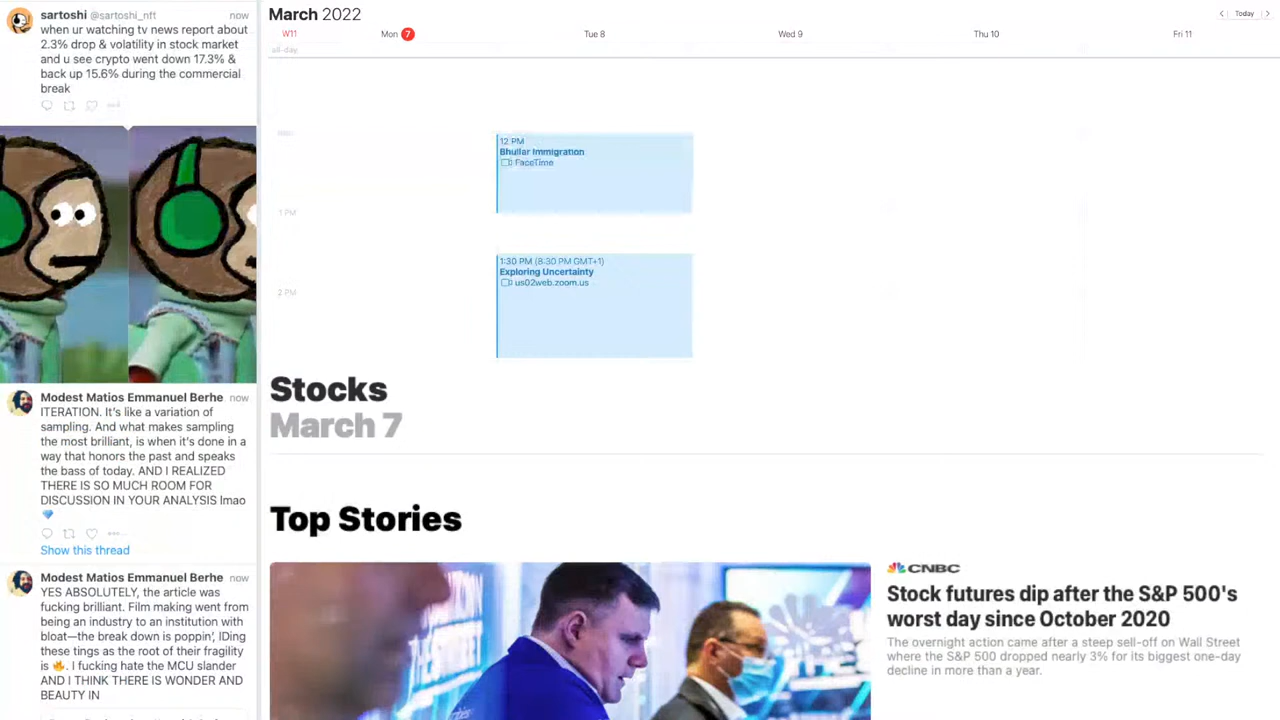 sartoshi @sartoshi_nft now
when ur watching tv news report about
2.3% drop & volatility in stock market
and u see crypto went down 17.3% &
back up 15.6% during the commercial
break
Modest Matios Emmanuel Berhe now
ITERATION. It's like a variation of
sampling. And what makes sampling
the most brilliant, is when it's done in a
way that honors the past and speaks
the bass of today. AND I REALIZED
THERE IS SO MUCH ROOM FOR
DISCUSSION IN YOUR ANALYSIS lmao
Show this thread
Modest Matios Emmanuel Berhe now
YES ABSOLUTELY, the article was
fucking brilliant. Film making went from
being an industry to an institution with
bloat—the break down is poppin', IDing
these tings as the root of their fragility
is 🔥. I fucking hate the MCU slander
AND I THINK THERE IS WONDER AND
BEAUTY IN
March 2022
Today
W11 Mon 7 Tue 8 Wed 9 Thu 10 Fri 11
all-day
12 PM
Bhullar Immigration
FaceTime
1 PM
1:30 PM (8:30 PM GMT+1)
Exploring Uncertainty
us02web.zoom.us
2 PM
Stocks
March 7
Top Stories
CNBC
Stock futures dip after the S&P 500's
worst day since October 2020
The overnight action came after a steep sell-off on Wall Street
where the S&P 500 dropped nearly 3% for its biggest one-day
decline in more than a year.